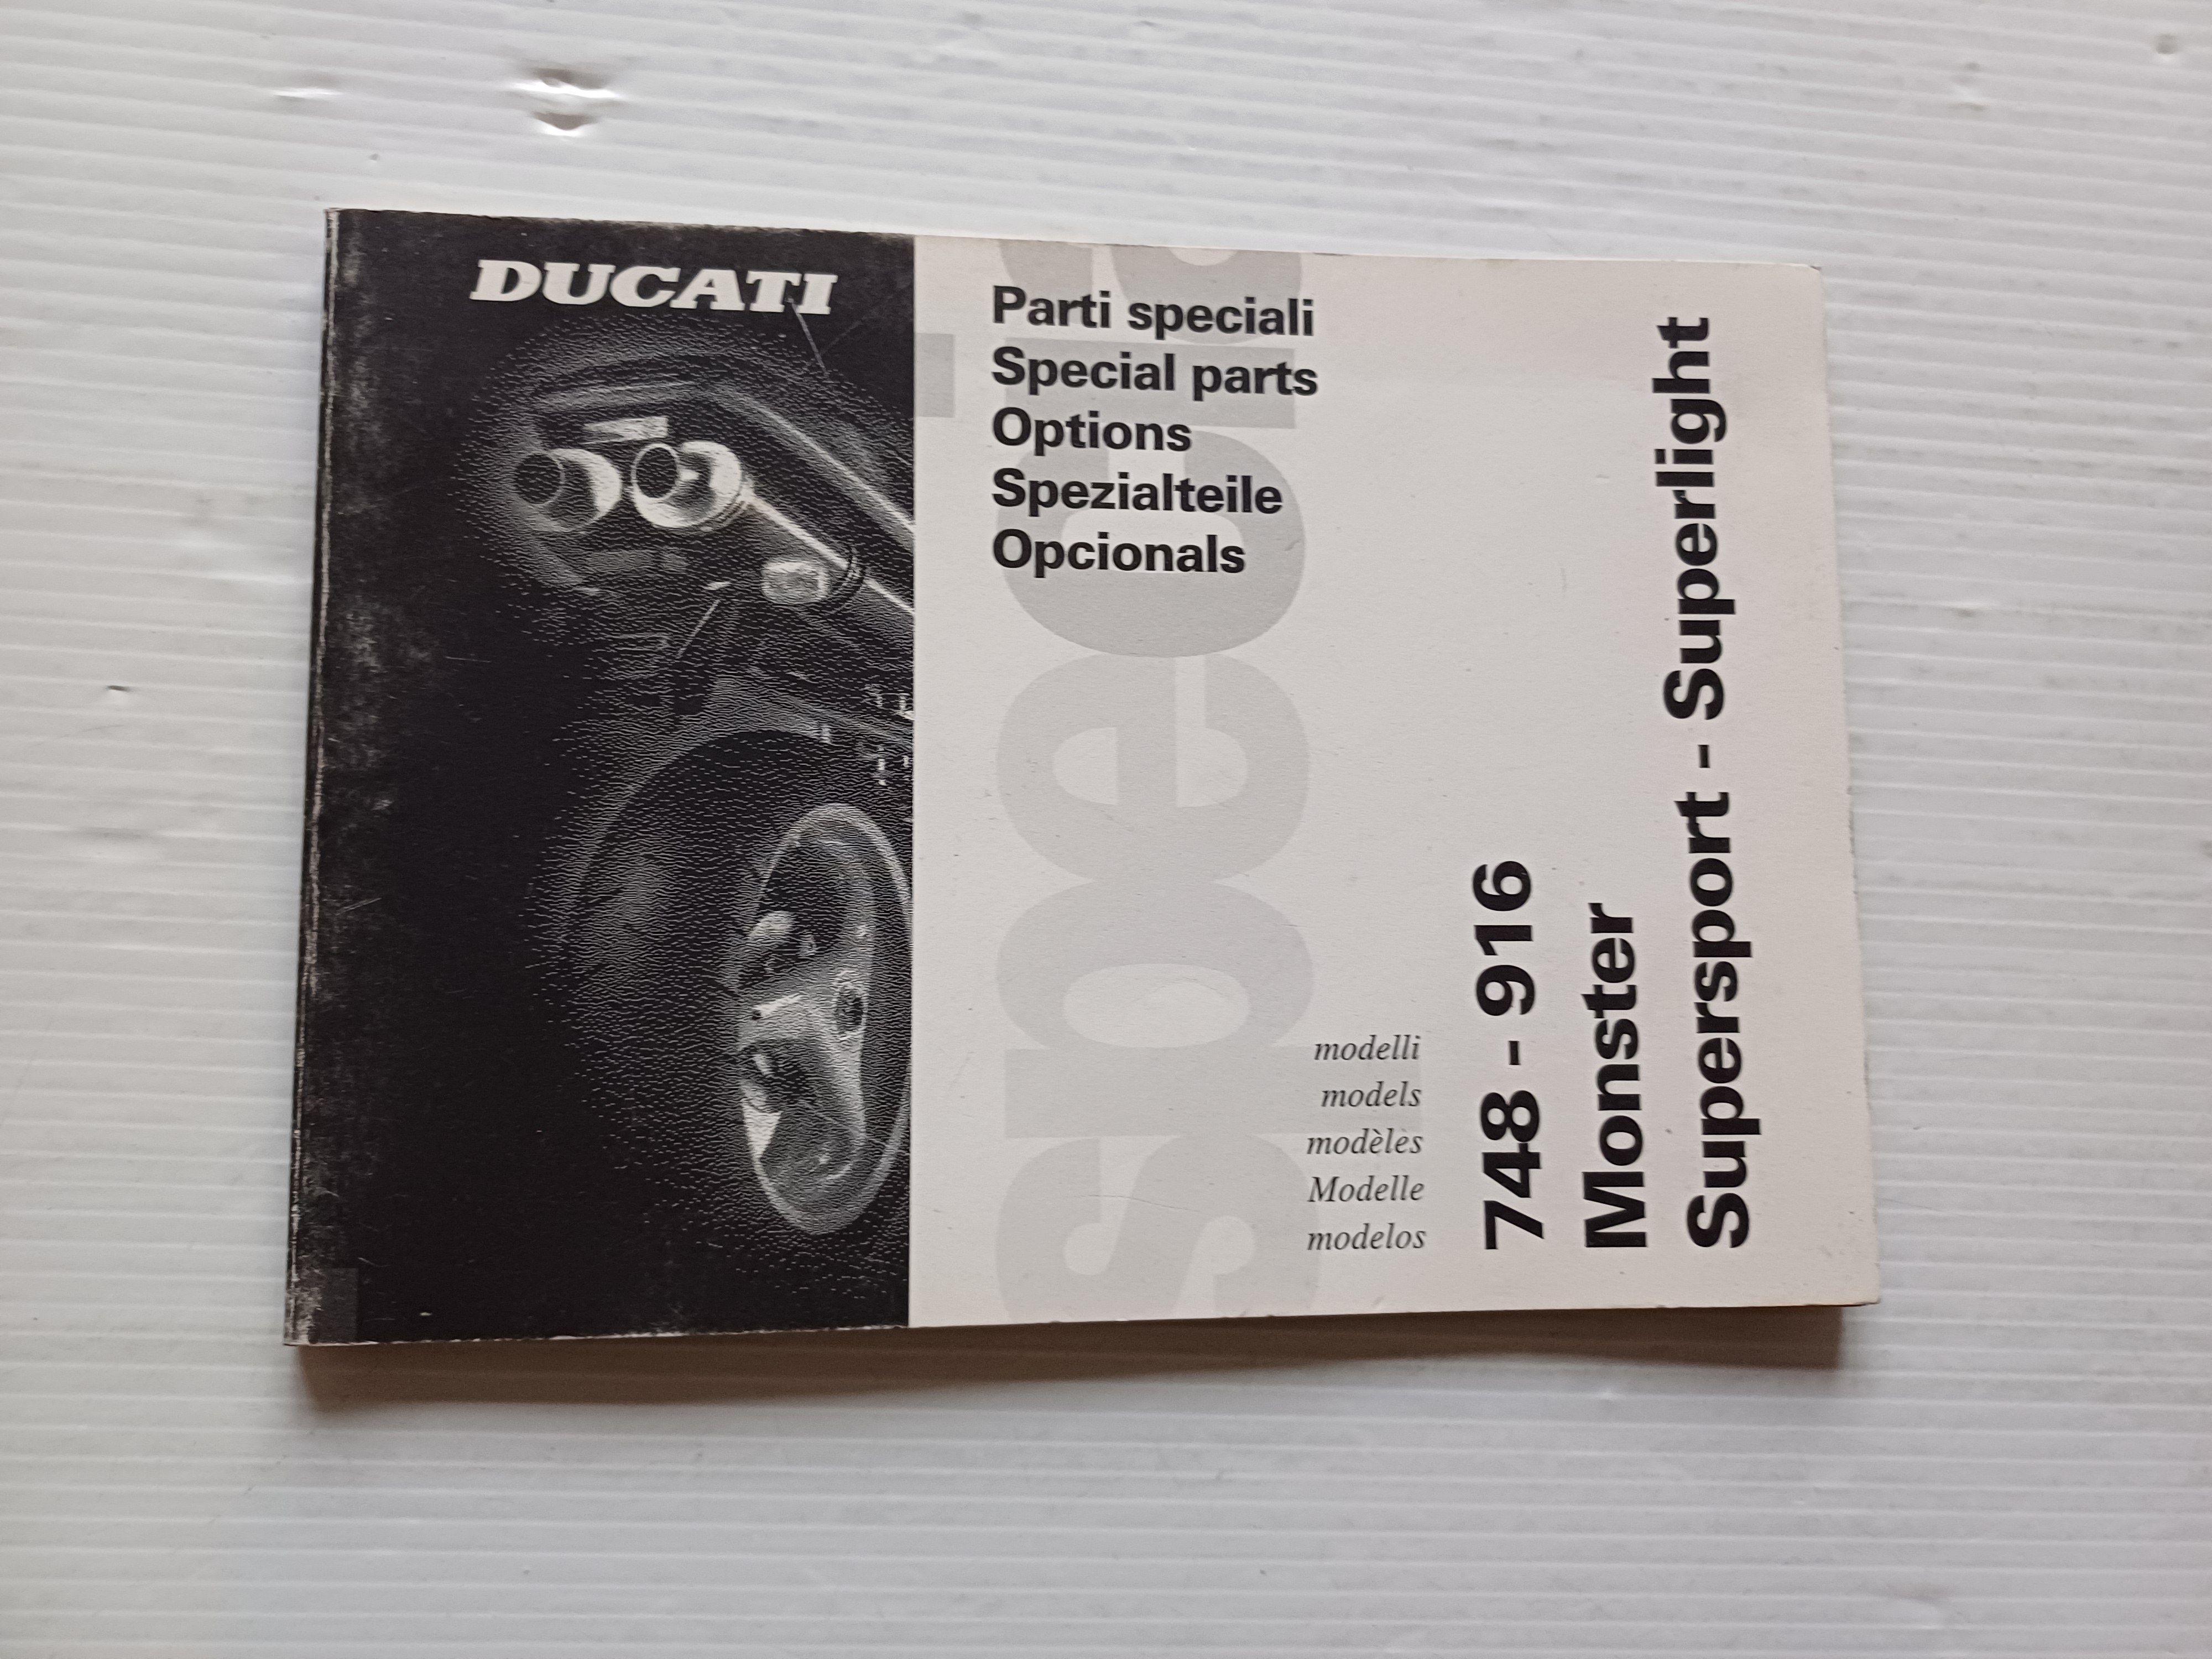 DUCATI
Parti speciali
Special parts
Options
Spezialteile
Opcionals
modelli
models
modèles
Modelle
modelos
748 - 916
Monster
Supersport - Superlight